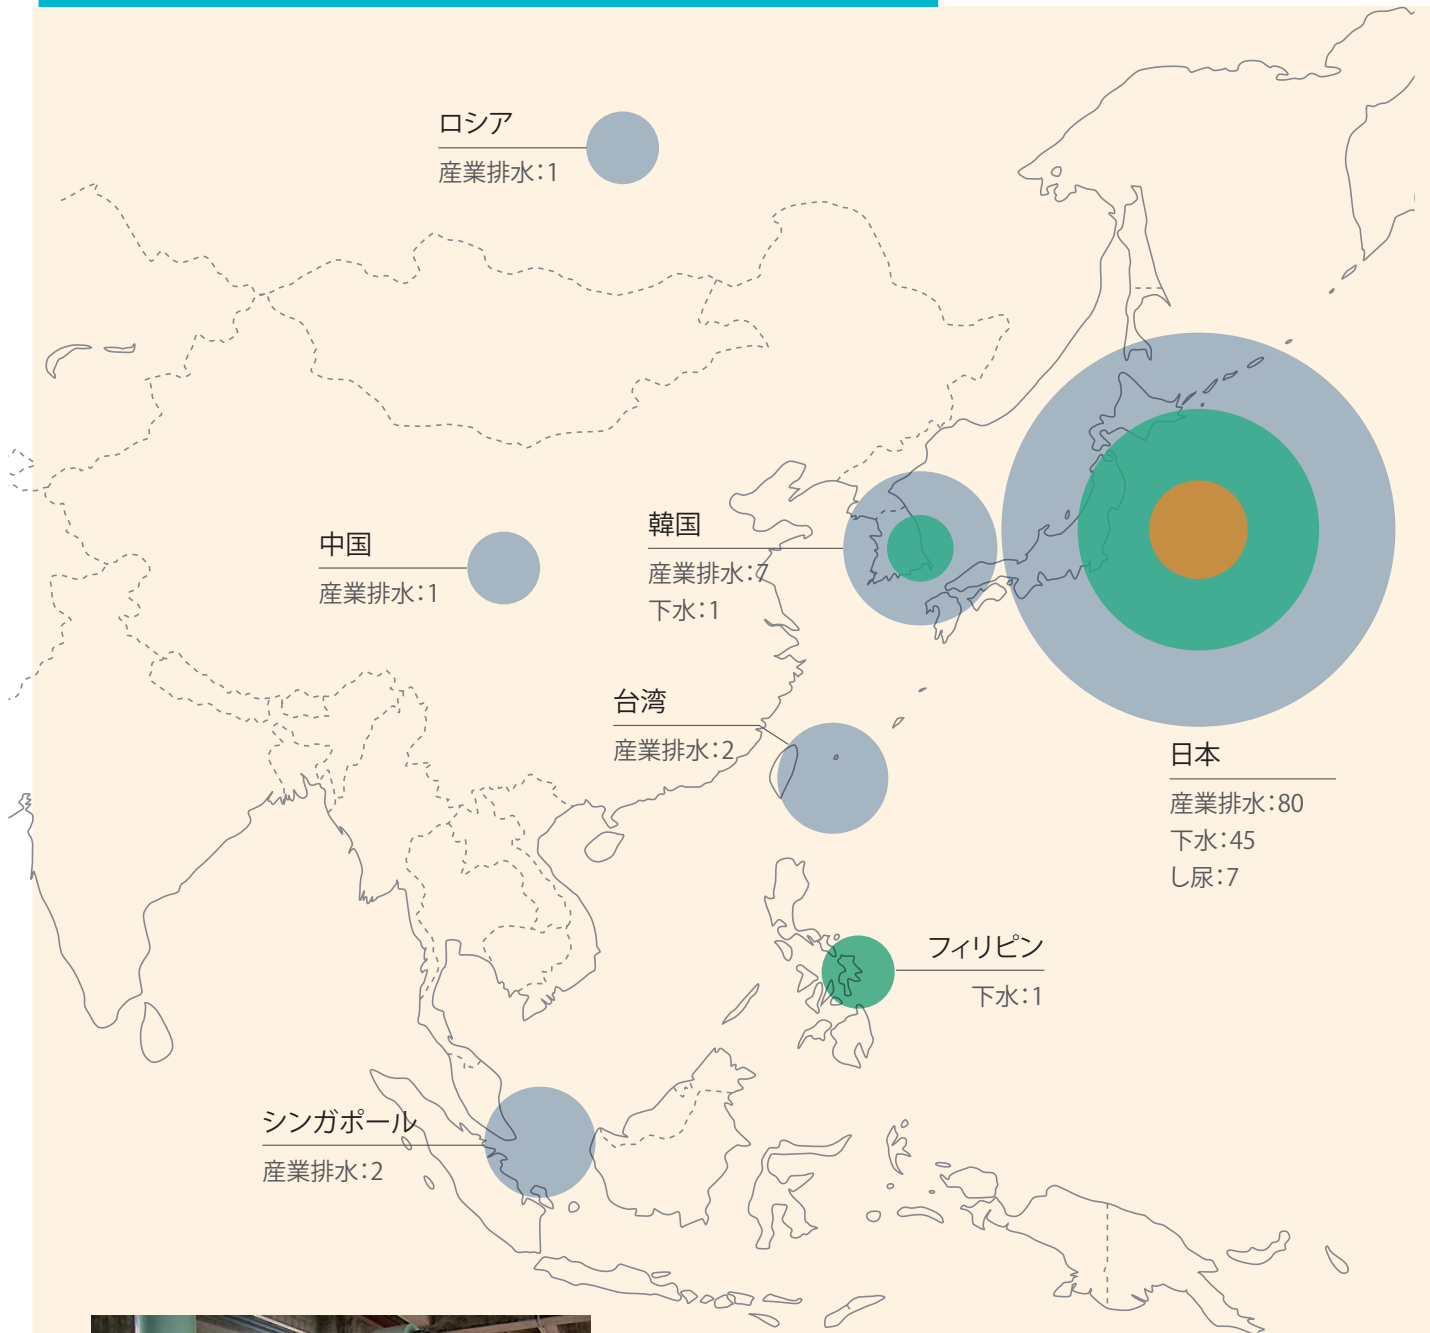 ロシア
産業排水：1
中国
産業排水：1
韓国
産業排水：7
下水：1
台湾
産業排水：2
日本
産業排水：80
下水：45
し尿：7
フィリピン
下水：1
シンガポール
産業排水：2